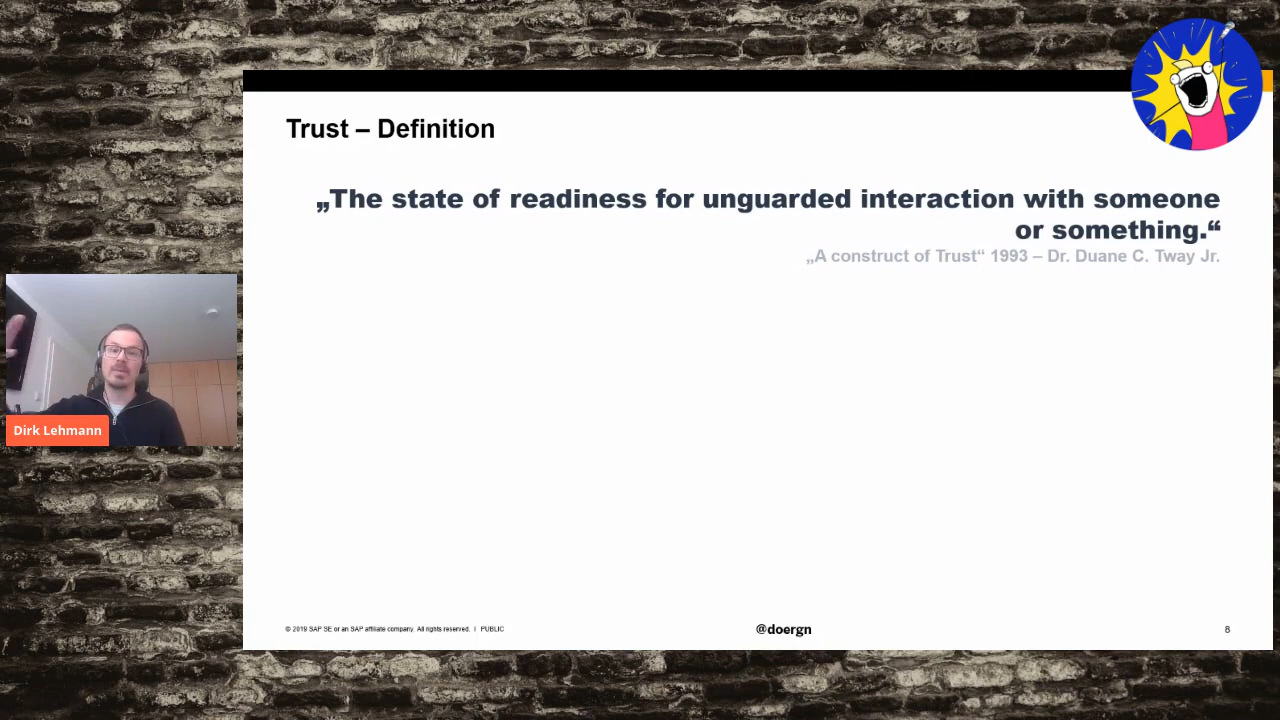 Trust – Definition
„The state of readiness for unguarded interaction with someone
or something.“
„A construct of Trust“ 1993 – Dr. Duane C. Tway Jr.
Dirk Lehmann
© 2019 SAP SE or an SAP affiliate company. All rights reserved. I PUBLIC
@doergn
8